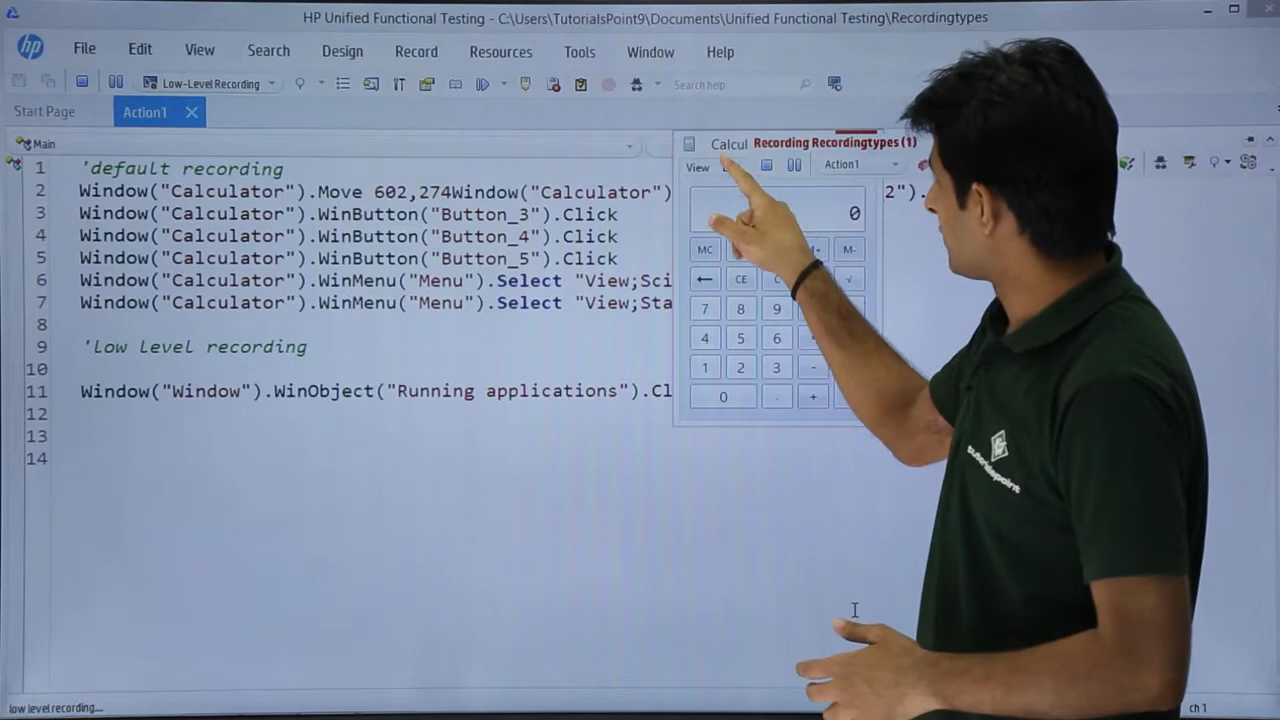 HP Unified Functional Testing - C:\Users\TutorialsPoint9\Documents\Unified Functional Testing\Recordingtypes
hp File Edit View Search Design Record Resources Tools Window Help
Low-Level Recording Search help
Start Page Action1
Main
Calcul Recording Recordingtypes (1)
View Action1
1 'default recording
2 Window("Calculator").Move 602,274Window("Calculator") 2").
3 Window("Calculator").WinButton("Button_3").Click
4 Window("Calculator").WinButton("Button_4").Click
5 Window("Calculator").WinButton("Button_5").Click
6 Window("Calculator").WinMenu("Menu").Select "View;Sci
7 Window("Calculator").WinMenu("Menu").Select "View;Sta
8
9 'low level recording
10
11 Window("Window").WinObject("Running applications").Cl
12
13
14
0
MC M-
← CE √
7 8 9
4 5 6
1 2 3 -
0 . +
tutorialspoint
low level recording... ch 1